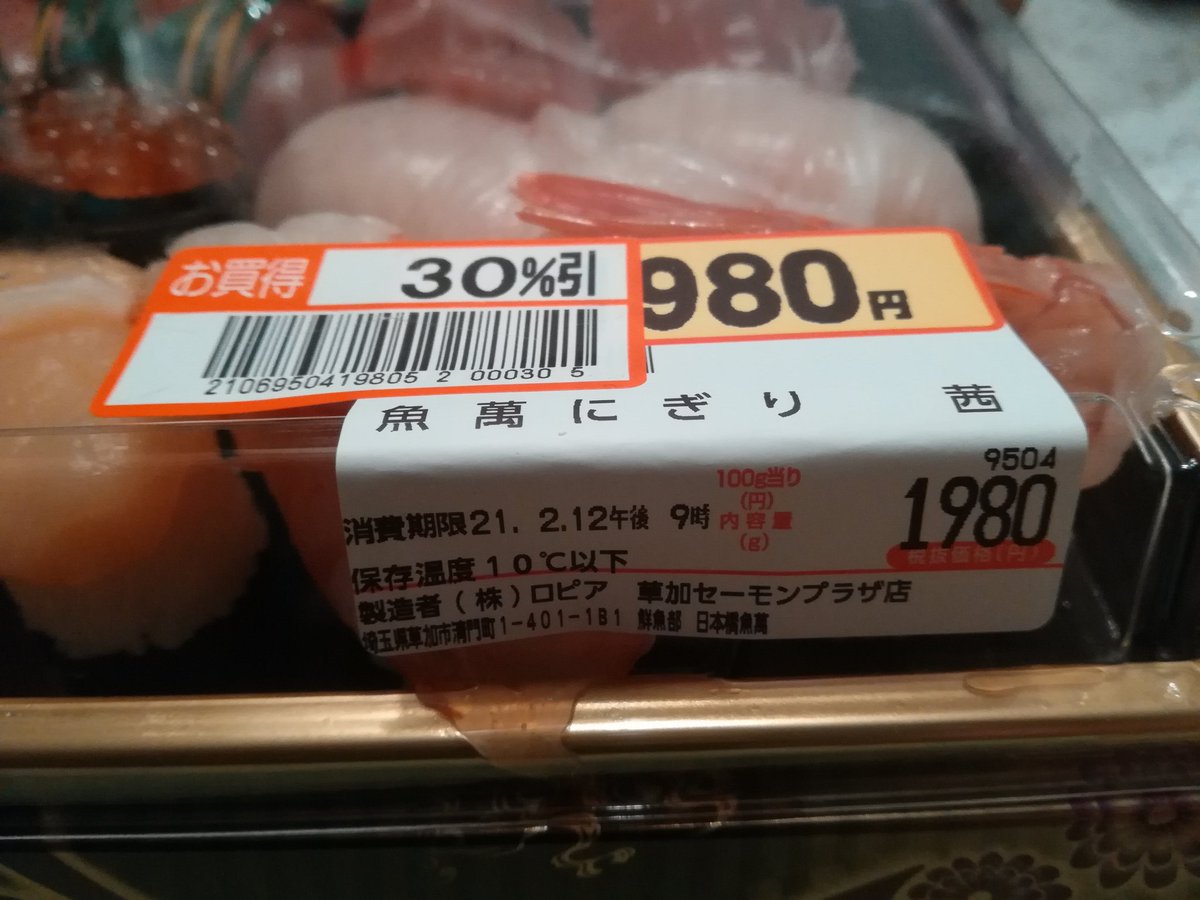 お買得 30%引
2106950419805 2 00030 5
980円
魚萬にぎり 茜
9504
100g当り
(円)
1980
消費期限21. 2.12午後 9時
内容量
(g)
税抜価格(円)
保存温度10℃以下
製造者(株)ロピア 草加セーモンプラザ店
埼玉県草加市清門町1-401-1B1 鮮魚部 日本橋魚萬